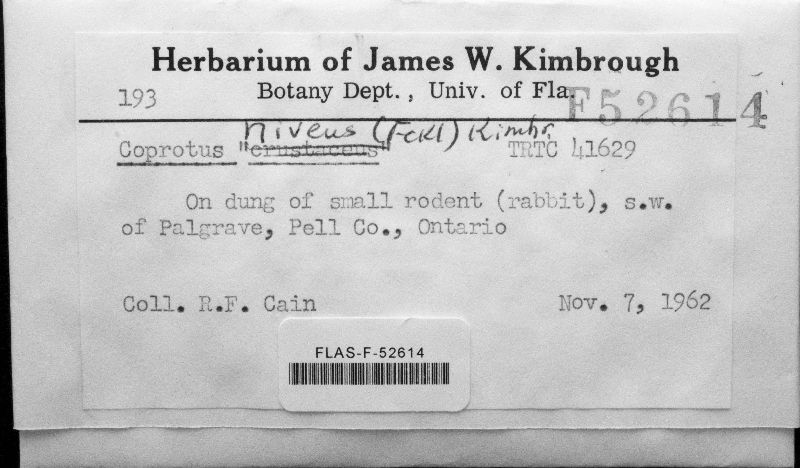 Herbarium of James W. Kimbrough
193 Botany Dept., Univ. of Fla.
F52614
niveus (Fckl) Kimbr.
Coprotus "crustaceus" TRTC 41629
On dung of small rodent (rabbit), s.w.
of Palgrave, Pell Co., Ontario
Coll. R.F. Cain Nov. 7, 1962
FLAS-F-52614